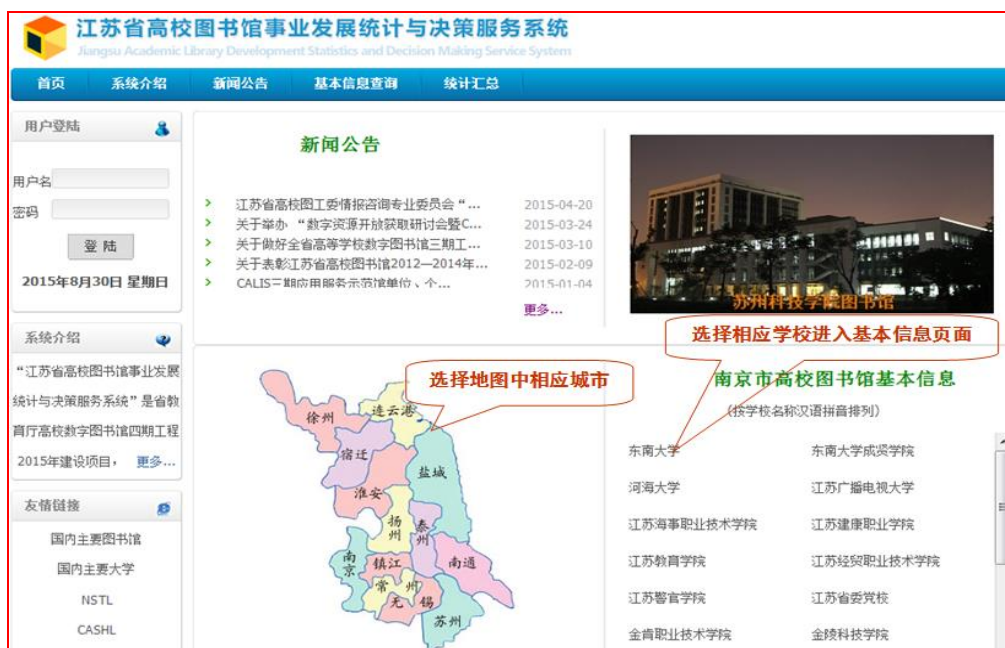 江苏省高校图书馆事业发展统计与决策服务系统
Jiangsu Academic Library Development Statistics and Decision Making Service System
首页 系统介绍 新闻公告 基本信息查询 统计汇总
用户登陆
用户名
密码
登 陆
2015年8月30日 星期日
系统介绍
“江苏省高校图书馆事业发展
统计与决策服务系统”是省教
育厅高校数字图书馆四期工程
2015年建设项目， 更多...
友情链接
国内主要图书馆
国内主要大学
NSTL
CASHL
新闻公告
江苏省高校图工委情报咨询专业委员会“... 2015-04-20
关于举办 “数字资源开放获取研讨会暨C... 2015-03-24
关于做好全省高等学校数字图书馆三期工... 2015-03-10
关于表彰江苏省高校图书馆2012—2014年... 2015-02-09
CALIS三期应用服务示范馆单位、个... 2015-01-04
更多...
苏州科技学院图书馆
选择地图中相应城市
徐州
连云港
宿迁
盐城
淮安
扬州
泰州
南京
镇江
南通
常州
无锡
苏州
选择相应学校进入基本信息页面
南京市高校图书馆基本信息
(按学校名称汉语拼音排列)
东南大学 东南大学成贤学院
河海大学 江苏广播电视大学
江苏海事职业技术学院 江苏建康职业学院
江苏教育学院 江苏经贸职业技术学院
江苏警官学院 江苏省委党校
金肯职业技术学院 金陵科技学院